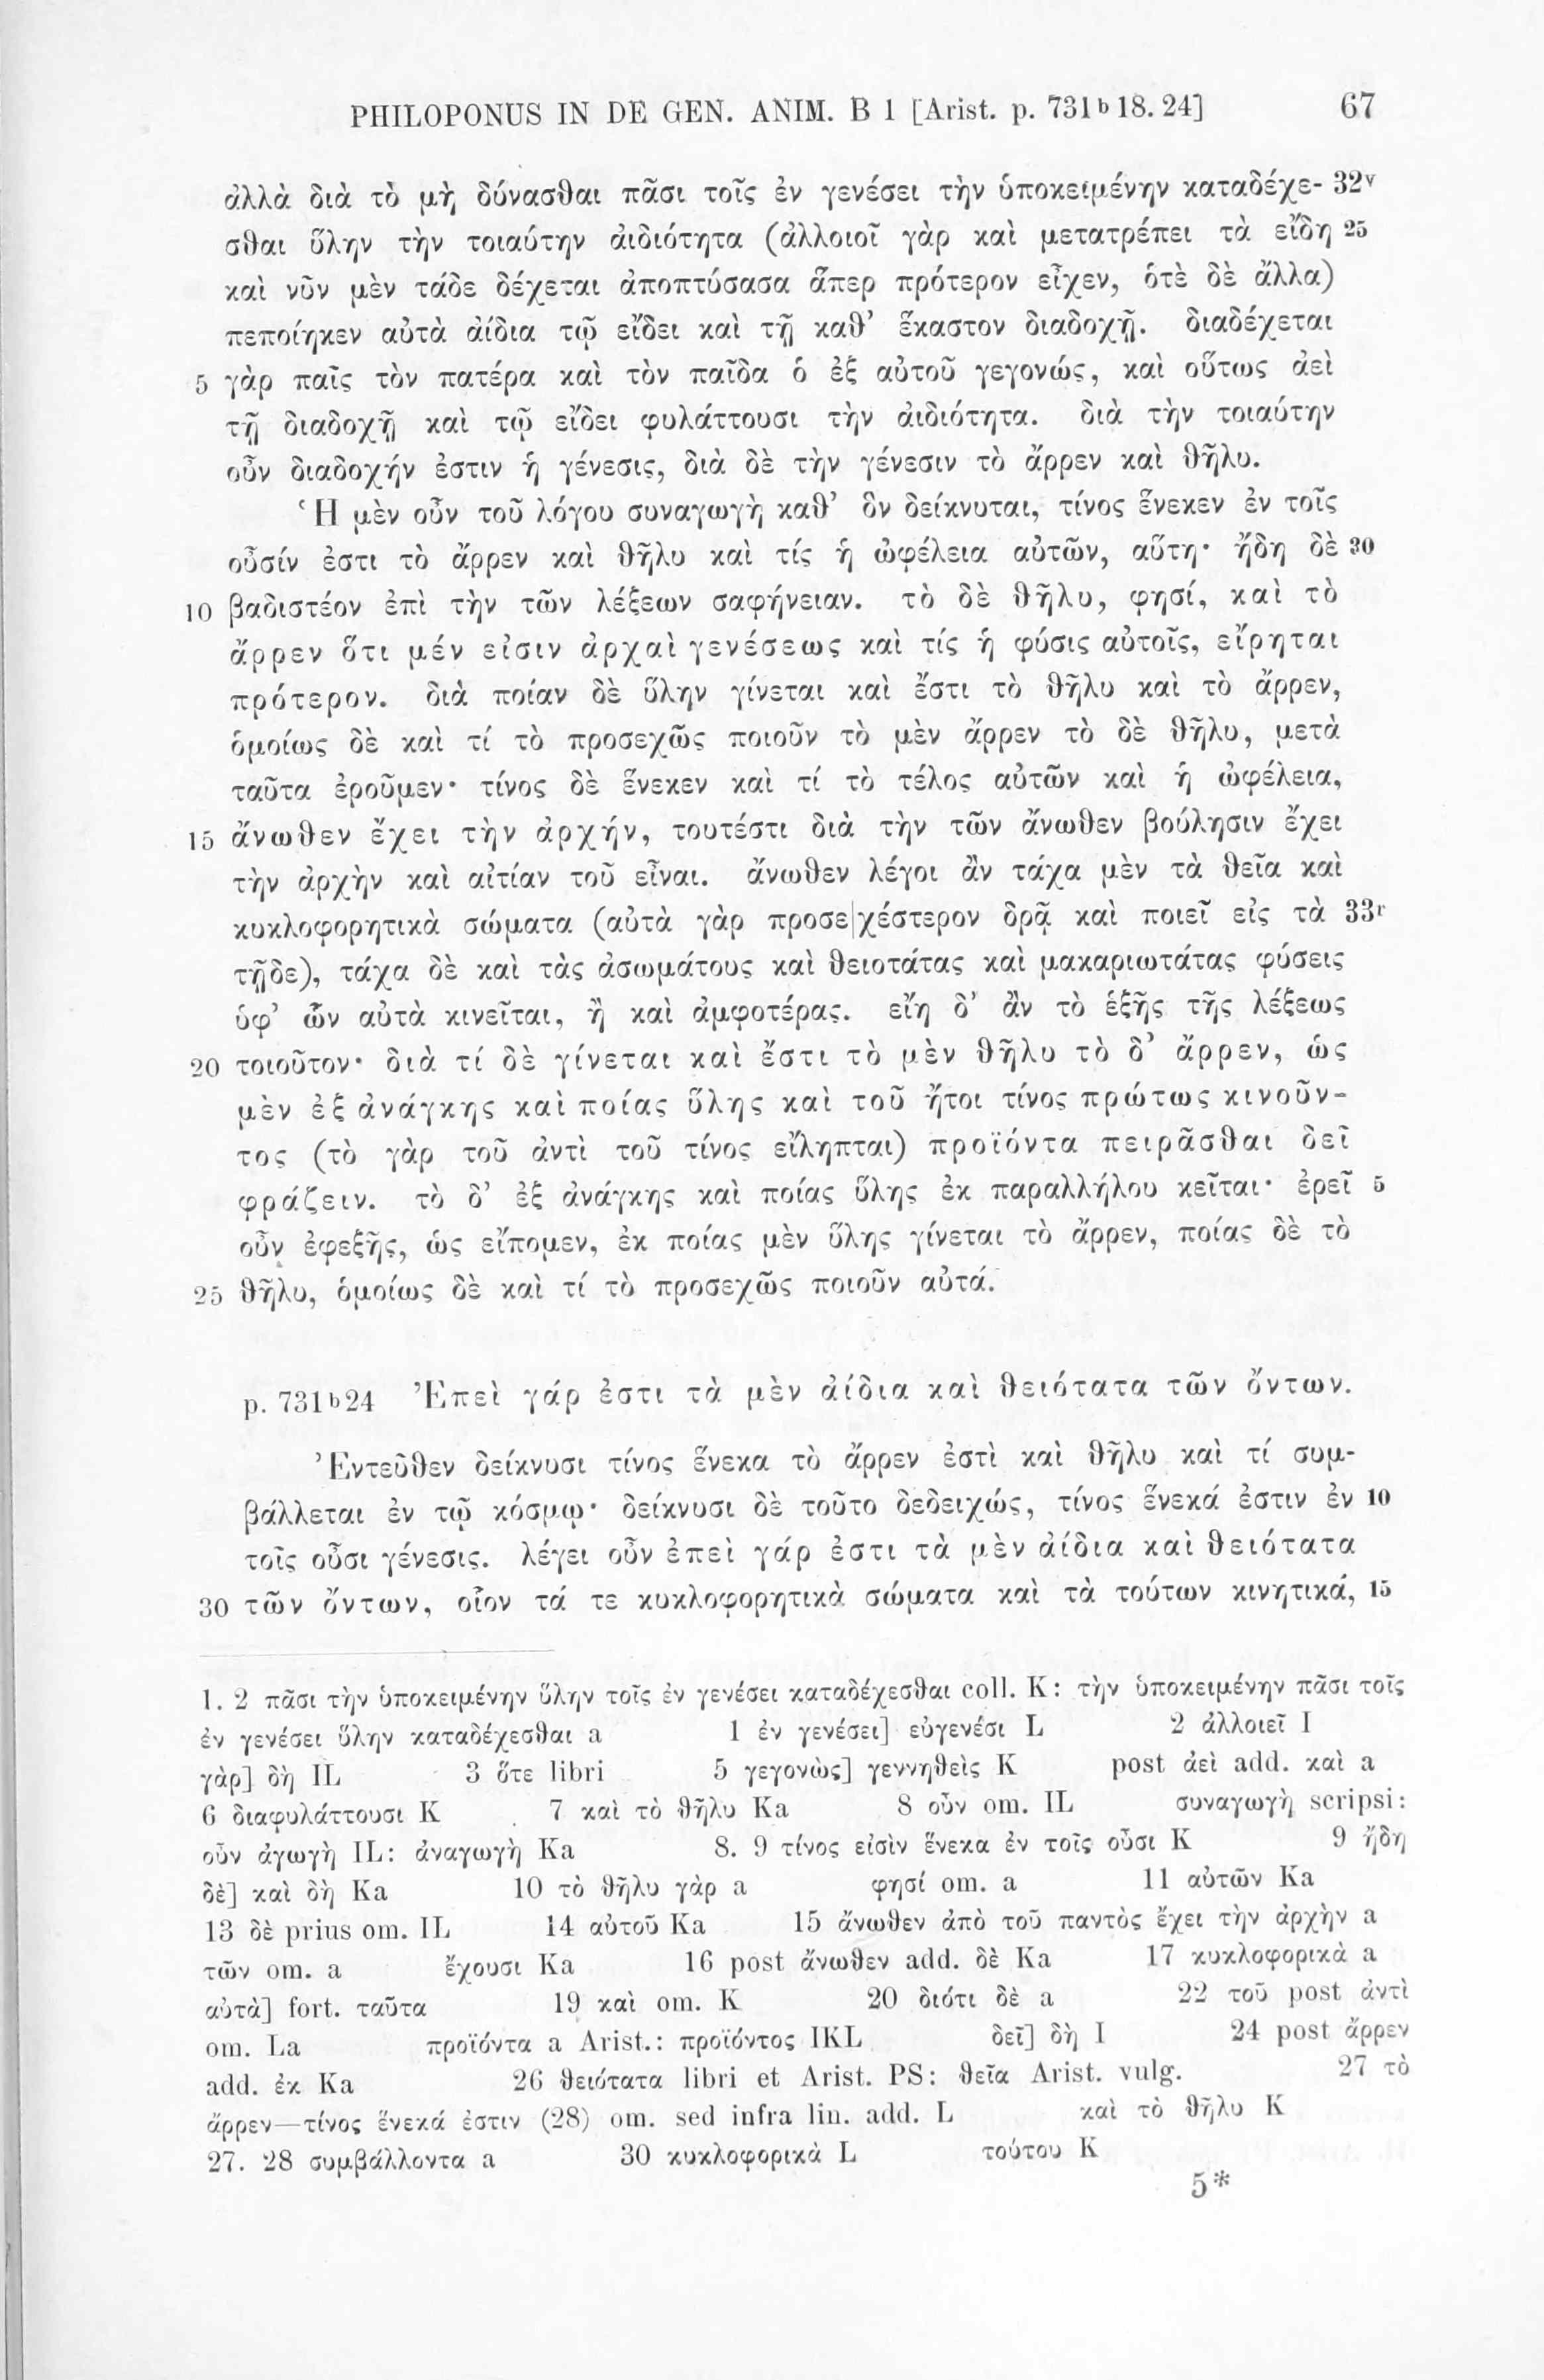 PHILOPONUS IN DE GEN. ANIM. B 1 [Arist. p. 731b18. 24] 67
ἀλλὰ διὰ τὸ μὴ δύνασθαι πᾶσι τοῖς ἐν γενέσει τὴν ὑποκειμένην καταδέχε- 32v
σθαι ὕλην τὴν τοιαύτην ἀιδιότητα (ἀλλοιοῖ γὰρ καὶ μετατρέπει τὰ εἴδη 25
καὶ νῦν μὲν τάδε δέχεται ἀποπτύσασα ἅπερ πρότερον εἶχεν, ὁτὲ δὲ ἄλλα)
πεποίηκεν αὐτὰ ἀίδια τῷ εἴδει καὶ τῇ καθ’ ἕκαστον διαδοχῇ. διαδέχεται
5 γὰρ παῖς τὸν πατέρα καὶ τὸν παῖδα ὁ ἐξ αὐτοῦ γεγονώς, καὶ οὕτως ἀεὶ
τῇ διαδοχῇ καὶ τῷ εἴδει φυλάττουσι τὴν ἀιδιότητα. διὰ τὴν τοιαύτην
οὖν διαδοχήν ἐστιν ἡ γένεσις, διὰ δὲ τὴν γένεσιν τὸ ἄρρεν καὶ θῆλυ.
Ἡ μὲν οὖν τοῦ λόγου συναγωγὴ καθ’ ὃν δείκνυται, τίνος ἕνεκεν ἐν τοῖς
οὖσίν ἐστι τὸ ἄρρεν καὶ θῆλυ καὶ τίς ἡ ὠφέλεια αὐτῶν, αὕτη· ἤδη δὲ 30
10 βαδιστέον ἐπὶ τὴν τῶν λέξεων σαφήνειαν. τὸ δὲ θῆλυ, φησί, καὶ τὸ
ἄρρεν ὅτι μέν εἰσιν ἀρχαὶ γενέσεως καὶ τίς ἡ φύσις αὐτοῖς, εἴρηται
πρότερον. διὰ ποίαν δὲ ὕλην γίνεται καὶ ἔστι τὸ θῆλυ καὶ τὸ ἄρρεν,
ὁμοίως δὲ καὶ τί τὸ προσεχῶς ποιοῦν τὸ μὲν ἄρρεν τὸ δὲ θῆλυ, μετὰ
ταῦτα ἐροῦμεν· τίνος δὲ ἕνεκεν καὶ τί τὸ τέλος αὐτῶν καὶ ἡ ὠφέλεια,
15 ἄνωθεν ἔχει τὴν ἀρχήν, τουτέστι διὰ τὴν τῶν ἄνωθεν βούλησιν ἔχει
τὴν ἀρχὴν καὶ αἰτίαν τοῦ εἶναι. ἄνωθεν λέγοι ἂν τάχα μὲν τὰ θεῖα καὶ
κυκλοφορητικὰ σώματα (αὐτὰ γὰρ προσε|χέστερον δρᾷ καὶ ποιεῖ εἰς τὰ 33r
τῇδε), τάχα δὲ καὶ τὰς ἀσωμάτους καὶ θειοτάτας καὶ μακαριωτάτας φύσεις
ὑφ’ ὧν αὐτὰ κινεῖται, ἢ καὶ ἀμφοτέρας. εἴη δ’ ἂν τὸ ἑξῆς τῆς λέξεως
20 τοιοῦτον· διὰ τί δὲ γίνεται καὶ ἔστι τὸ μὲν θῆλυ τὸ δ’ ἄρρεν, ὡς
μὲν ἐξ ἀνάγκης καὶ ποίας ὕλης καὶ τοῦ ἤτοι τίνος πρώτως κινοῦν-
τος (τὸ γὰρ τοῦ ἀντὶ τοῦ τίνος εἴληπται) προϊόντα πειρᾶσθαι δεῖ
φράζειν. τὸ δ’ ἐξ ἀνάγκης καὶ ποίας ὕλης ἐκ παραλλήλου κεῖται· ἐρεῖ 5
οὖν ἐφεξῆς, ὡς εἴπομεν, ἐκ ποίας μὲν ὕλης γίνεται τὸ ἄρρεν, ποίας δὲ τὸ
25 θῆλυ, ὁμοίως δὲ καὶ τί τὸ προσεχῶς ποιοῦν αὐτά.
p. 731b24 Ἐπεὶ γάρ ἐστι τὰ μὲν ἀίδια καὶ θειότατα τῶν ὄντων.
Ἐντεῦθεν δείκνυσι τίνος ἕνεκα τὸ ἄρρεν ἐστὶ καὶ θῆλυ καὶ τί συμ-
βάλλεται ἐν τῷ κόσμῳ· δείκνυσι δὲ τοῦτο δεδειχώς, τίνος ἕνεκά ἐστιν ἐν 10
τοῖς οὖσι γένεσις. λέγει οὖν ἐπεὶ γάρ ἐστι τὰ μὲν ἀίδια καὶ θειότατα
30 τῶν ὄντων, οἷον τά τε κυκλοφορητικὰ σώματα καὶ τὰ τούτων κινητικά, 15
1. 2 πᾶσι τὴν ὑποκειμένην ὕλην τοῖς ἐν γενέσει καταδέχεσθαι coll. K: τὴν ὑποκειμένην πᾶσι τοῖς
ἐν γενέσει ὕλην καταδέχεσθαι a 1 ἐν γενέσει] εὐγενέσι L 2 ἀλλοιεῖ I
γὰρ] δὴ IL 3 ὅτε libri 5 γεγονὼς] γεννηθεὶς K post ἀεὶ add. καὶ a
6 διαφυλάττουσι K 7 καὶ τὸ θῆλυ Ka 8 οὖν om. IL συναγωγὴ scripsi:
οὖν ἀγωγὴ IL: ἀναγωγὴ Ka 8. 9 τίνος εἰσὶν ἕνεκα ἐν τοῖς οὖσι K 9 ἤδη
δὲ] καὶ δὴ Ka 10 τὸ θῆλυ γὰρ a φησί om. a 11 αὐτῶν Ka
13 δὲ prius om. IL 14 αὐτοῦ Ka 15 ἄνωθεν ἀπὸ τοῦ παντὸς ἔχει τὴν ἀρχὴν a
τῶν om. a ἔχουσι Ka 16 post ἄνωθεν add. δὲ Ka 17 κυκλοφορικὰ a
αὐτὰ] fort. ταῦτα 19 καὶ om. K 20 διότι δὲ a 22 τοῦ post ἀντὶ
om. La προϊόντα a Arist.: προϊόντος IKL δεῖ] δὴ I 24 post ἄρρεν
add. ἐκ Ka 26 θειότατα libri et Arist. PS: θεῖα Arist. vulg. 27 τὸ
ἄρρεν—τίνος ἕνεκά ἐστιν (28) om. sed infra lin. add. L καὶ τὸ θῆλυ K
27. 28 συμβάλλοντα a 30 κυκλοφορικὰ L τούτου K
5*